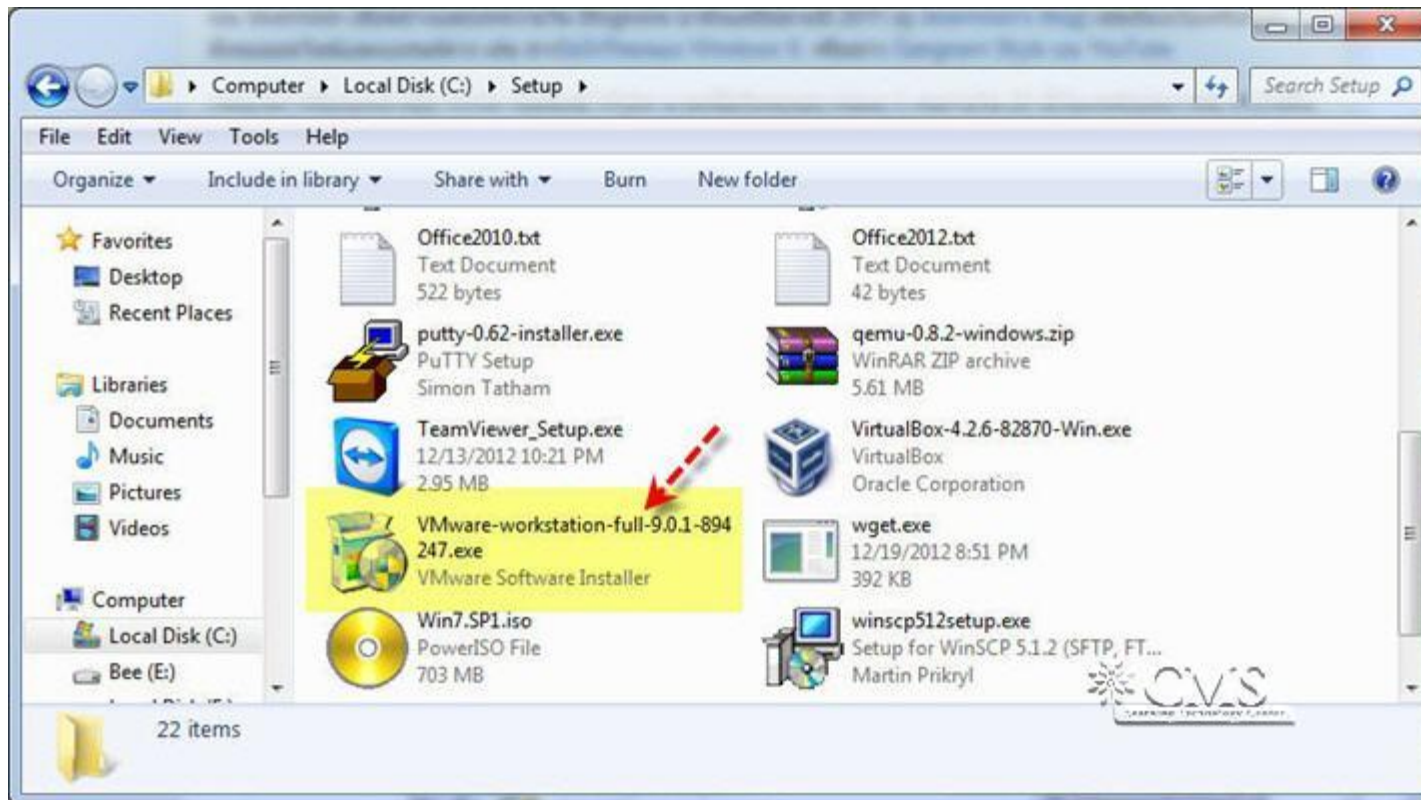 Computer ▸ Local Disk (C:) ▸ Setup ▸
Search Setup
File Edit View Tools Help
Organize Include in library Share with Burn New folder
Favorites
Desktop
Recent Places
Libraries
Documents
Music
Pictures
Videos
Computer
Local Disk (C:)
Bee (E:)
Office2010.txt
Text Document
522 bytes
Office2012.txt
Text Document
42 bytes
putty-0.62-installer.exe
PuTTY Setup
Simon Tatham
qemu-0.8.2-windows.zip
WinRAR ZIP archive
5.61 MB
TeamViewer_Setup.exe
12/13/2012 10:21 PM
2.95 MB
VirtualBox-4.2.6-82870-Win.exe
VirtualBox
Oracle Corporation
VMware-workstation-full-9.0.1-894
247.exe
VMware Software Installer
wget.exe
12/19/2012 8:51 PM
392 KB
Win7.SP1.iso
PowerISO File
703 MB
winscp512setup.exe
Setup for WinSCP 5.1.2 (SFTP, FT...
Martin Prikryl
CMS
22 items